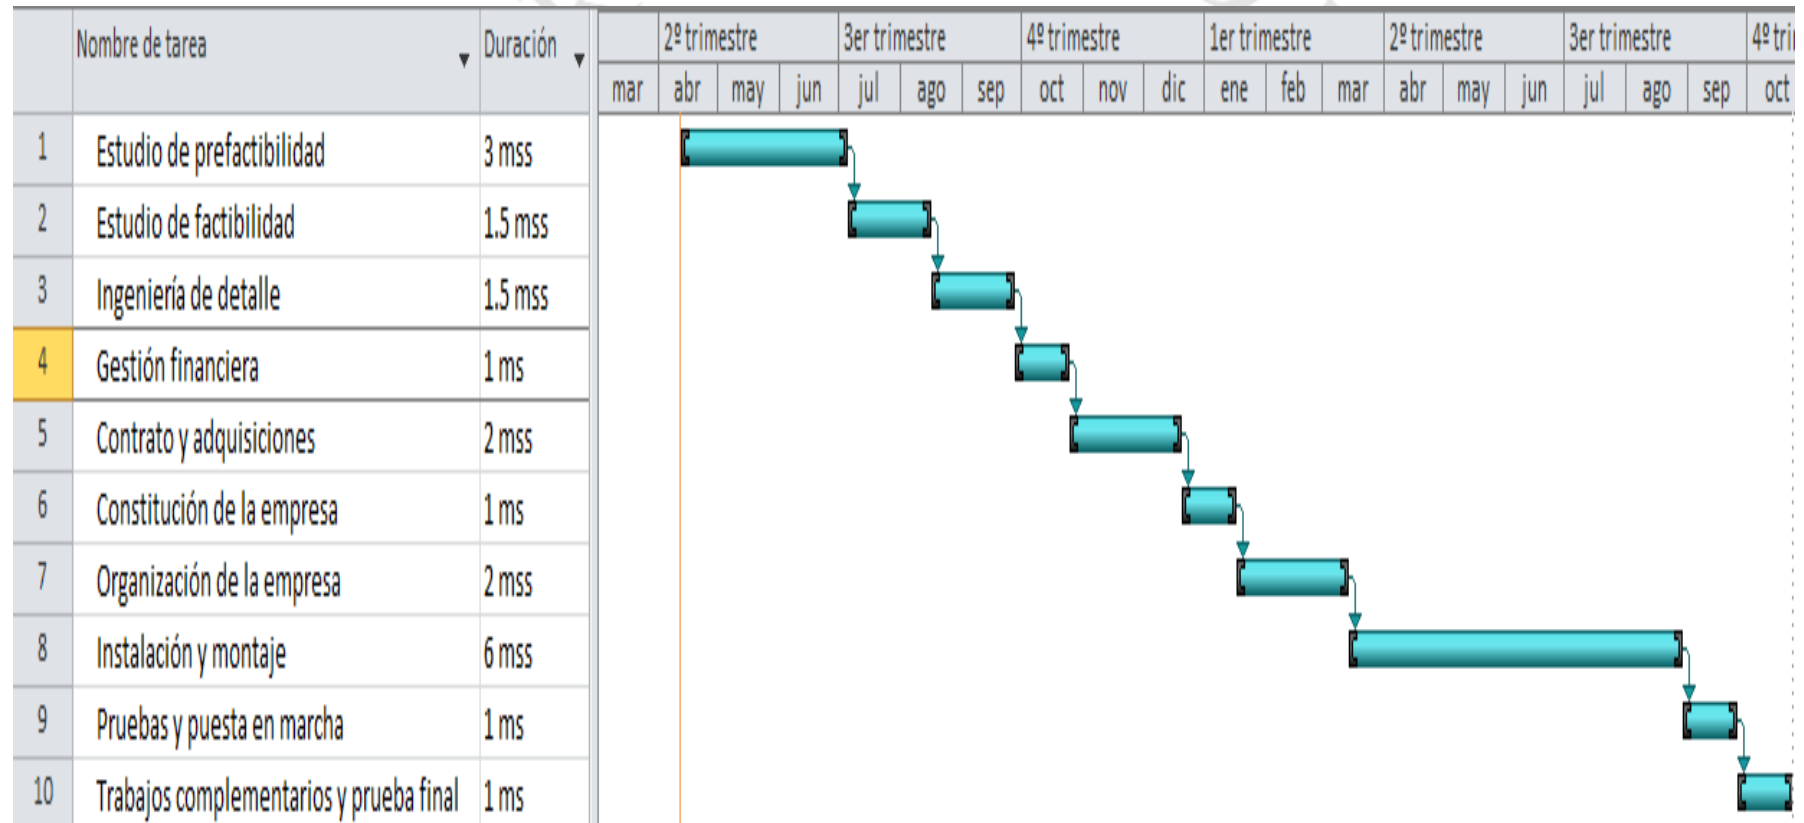 Nombre de tarea Duración 2º trimestre 3er trimestre 4º trimestre 1er trimestre 2º trimestre 3er trimestre 4º tri
mar abr may jun jul ago sep oct nov dic ene feb mar abr may jun jul ago sep oct
1 Estudio de prefactibilidad 3 mss
2 Estudio de factibilidad 1.5 mss
3 Ingeniería de detalle 1.5 mss
4 Gestión financiera 1 ms
5 Contrato y adquisiciones 2 mss
6 Constitución de la empresa 1 ms
7 Organización de la empresa 2 mss
8 Instalación y montaje 6 mss
9 Pruebas y puesta en marcha 1 ms
10 Trabajos complementarios y prueba final 1 ms